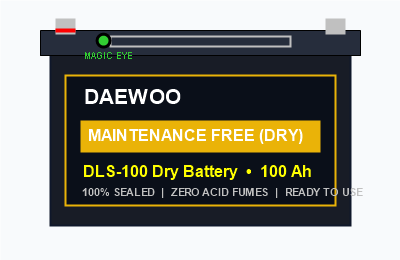 MAGIC EYE
DAEWOO
MAINTENANCE FREE (DRY)
DLS-100 Dry Battery • 100 Ah
100% SEALED | ZERO ACID FUMES | READY TO USE